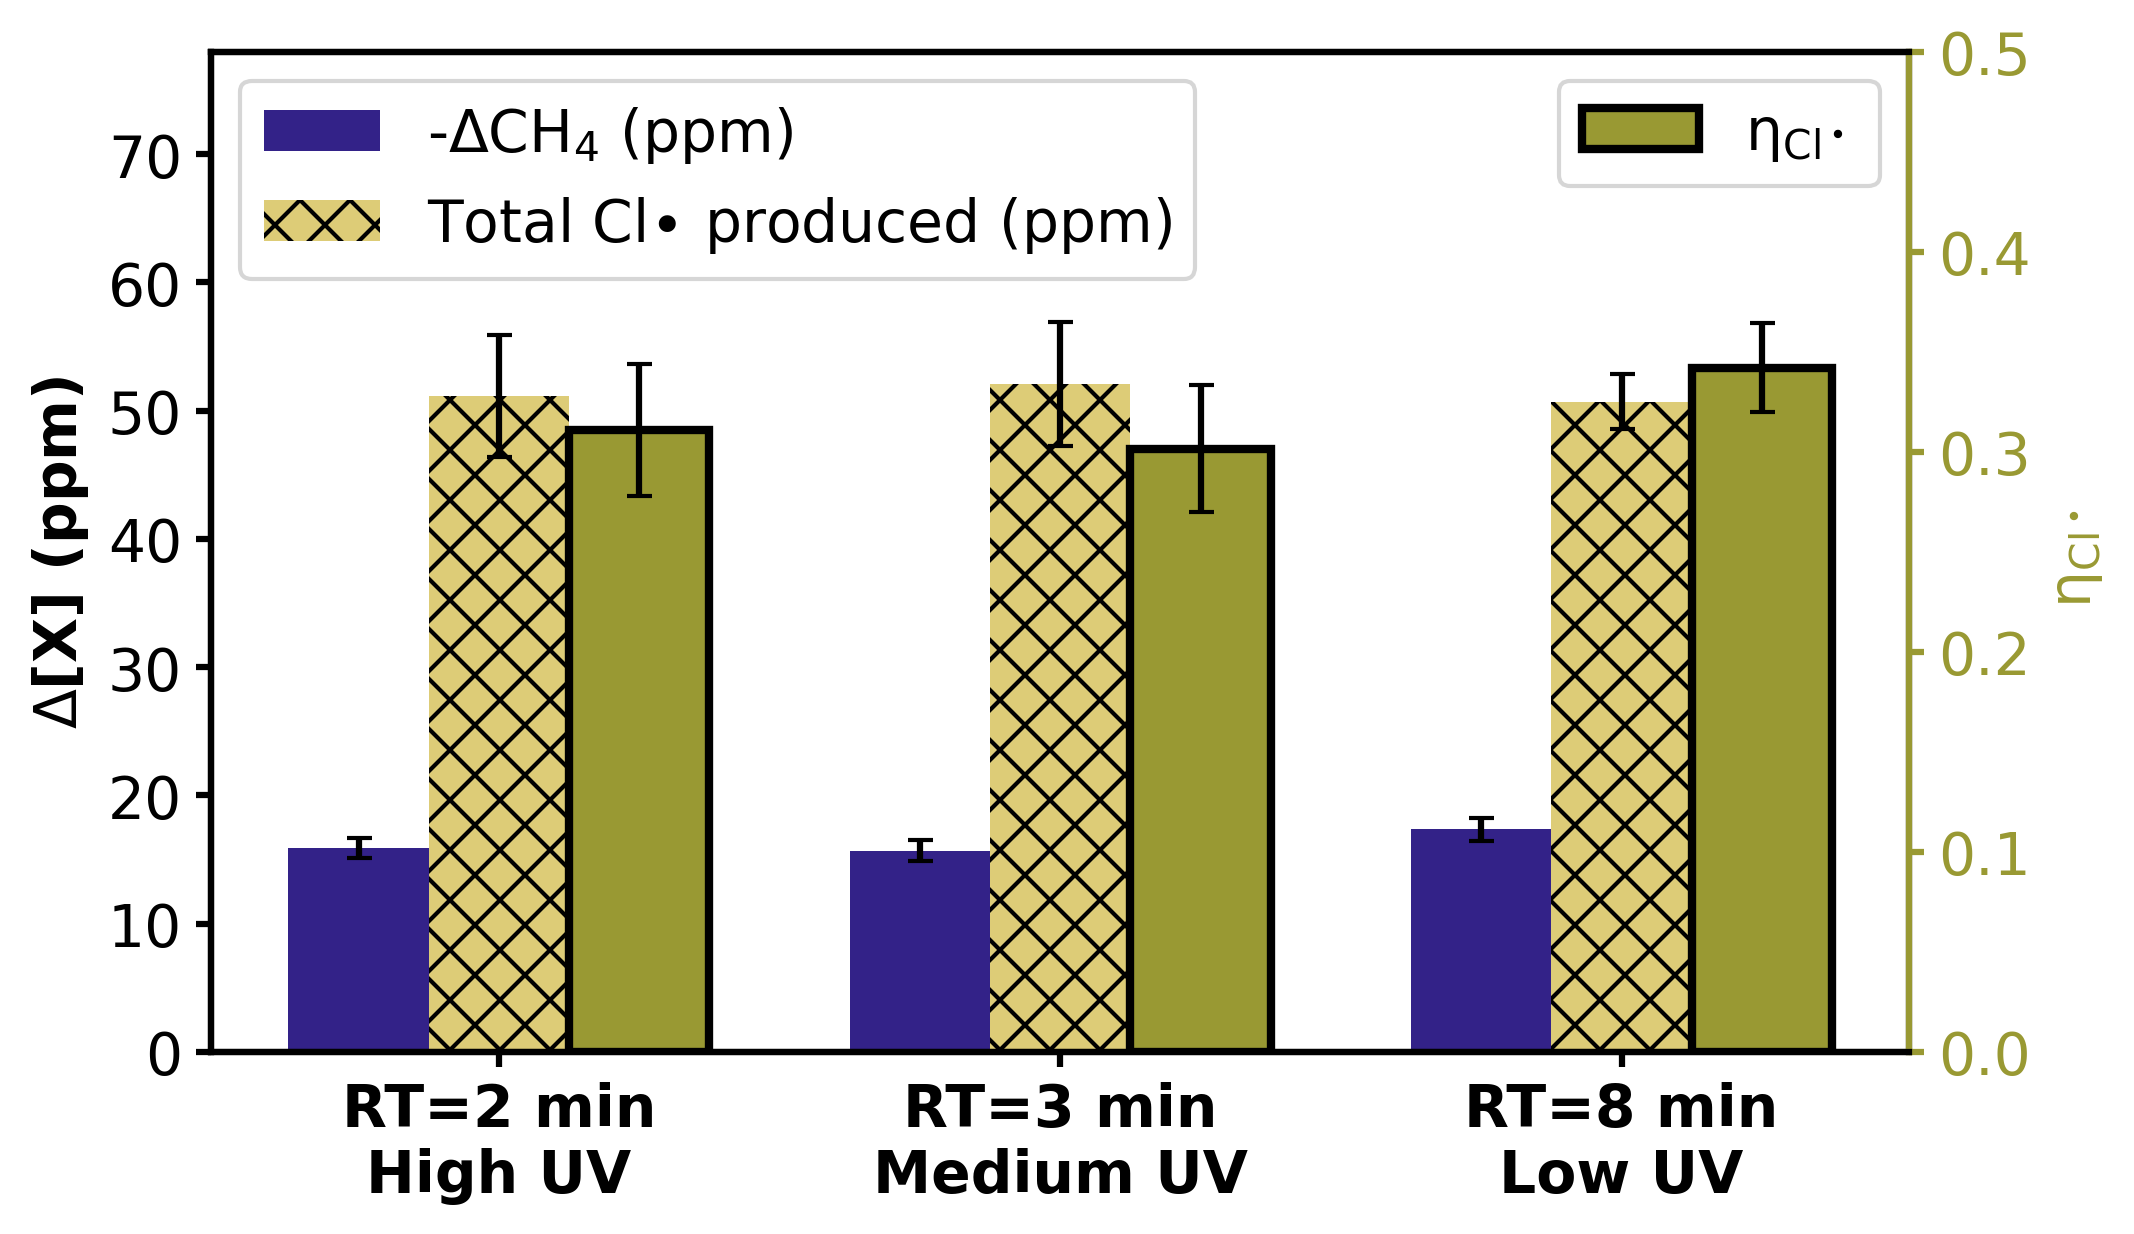 -ΔCH₄ (ppm)
Total Cl• produced (ppm)
η_Cl•
Δ[X] (ppm)
70
60
50
40
30
20
10
0
0.5
0.4
0.3
0.2
0.1
0.0
η_Cl•
RT=2 min
High UV
RT=3 min
Medium UV
RT=8 min
Low UV